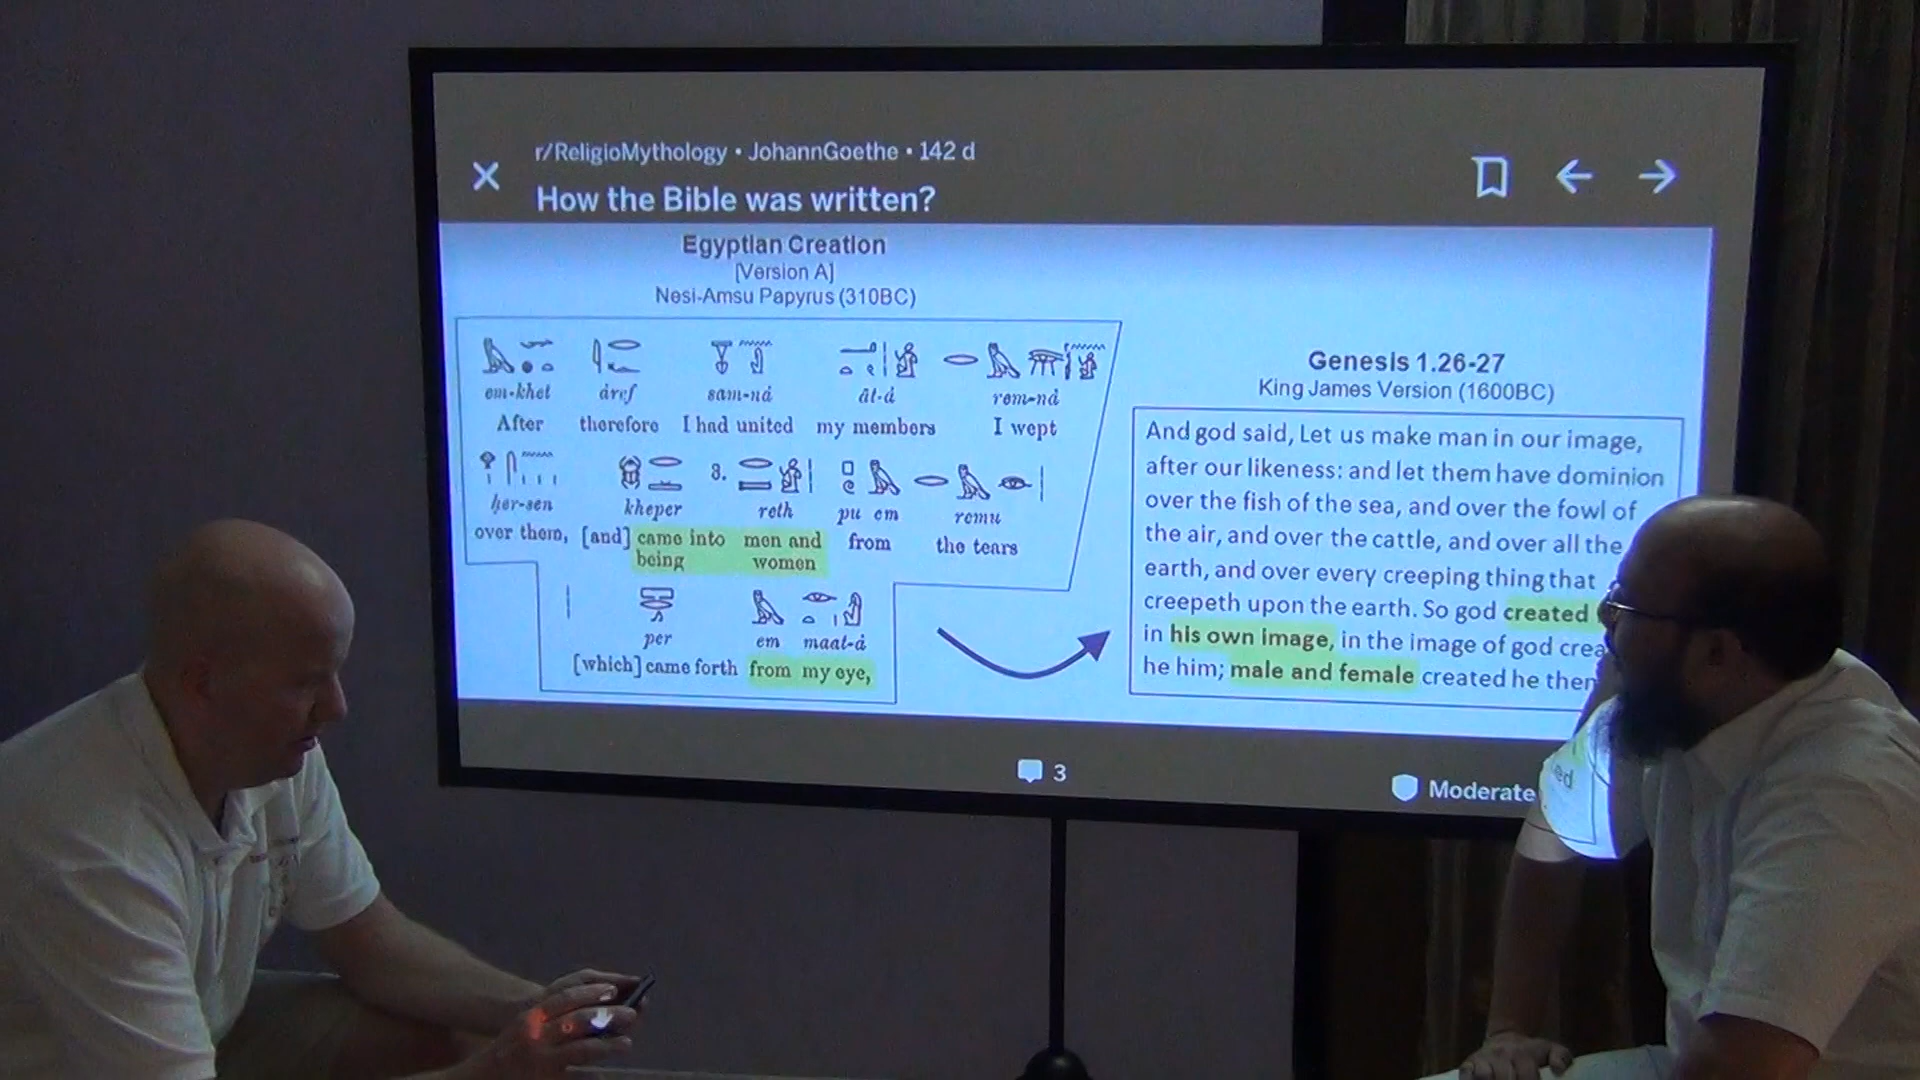 r/ReligioMythology • JohannGoethe • 142 d
How the Bible was written?
Egyptian Creation
[Version A]
Nesi-Amsu Papyrus (310BC)
em-khet áref sam-ná āt-á rem-ná
After therefore I had united my members I wept
ḥer-sen kheper 3. reth pu em remu
over them, [and] came into being men and women from the tears
per em maat-á
[which] came forth from my eye,
Genesis 1.26-27
King James Version (1600BC)
And god said, Let us make man in our image,
after our likeness: and let them have dominion
over the fish of the sea, and over the fowl of
the air, and over the cattle, and over all the
earth, and over every creeping thing that
creepeth upon the earth. So god created
in his own image, in the image of god crea
he him; male and female created he then
3
Moderate